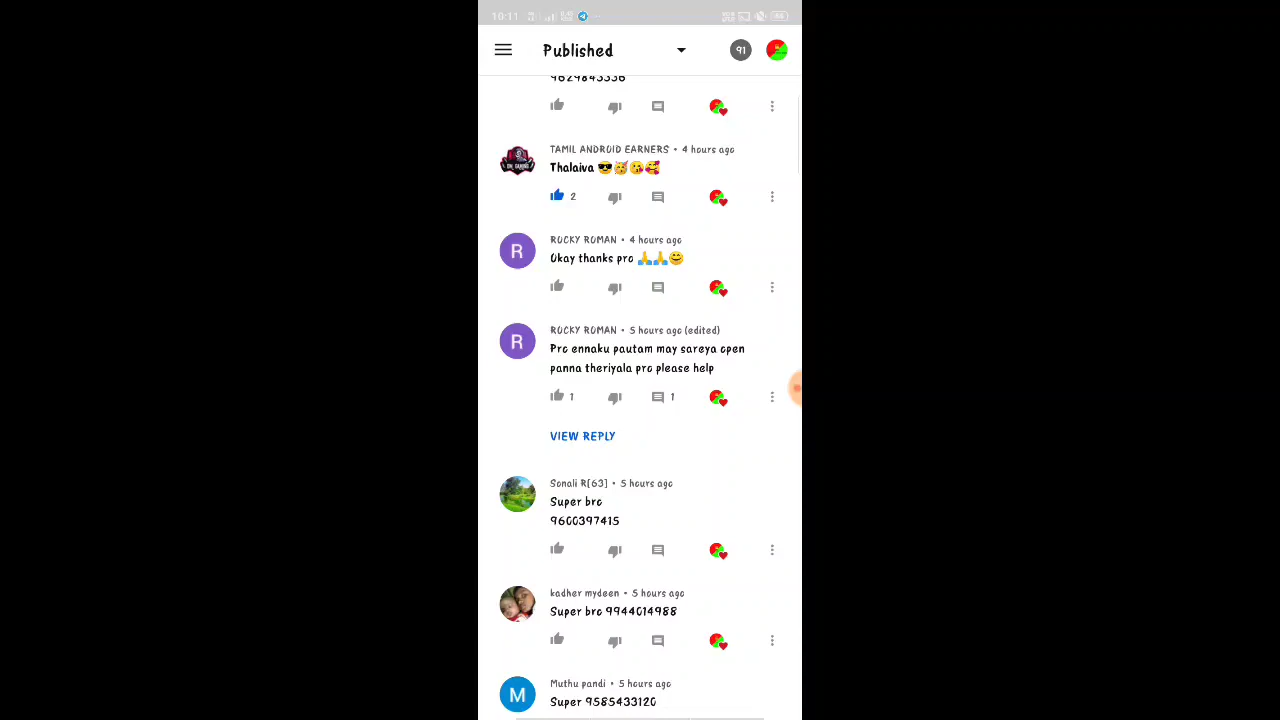 10:11
Published
91
9629843336
TAMIL ANDROID EARNERS • 4 hours ago
Thalaiva 😎🥳😘🥰
2
ROCKY ROMAN • 4 hours ago
Okay thanks pro 🙏🙏😊
R
ROCKY ROMAN • 5 hours ago (edited)
R
Pro ennaku pautam may sareya open
panna theriyala pro please help
1 1
VIEW REPLY
Sonali R[63] • 5 hours ago
Super bro
9600397415
kadher mydeen • 5 hours ago
Super bro 9944014988
Muthu pandi • 5 hours ago
M
Super 9585433120